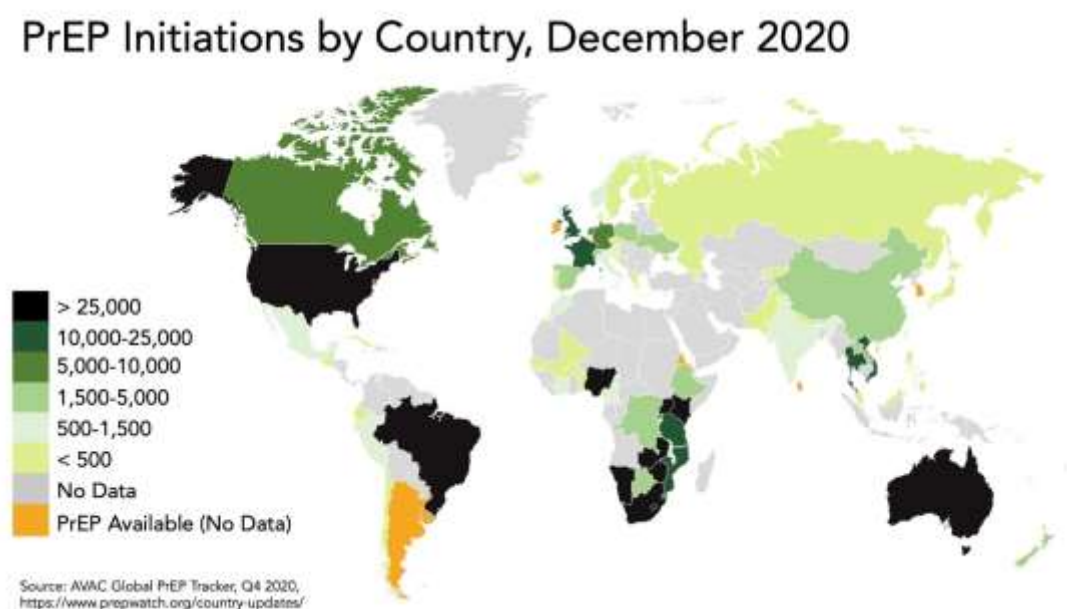 PrEP Initiations by Country, December 2020
> 25,000
10,000-25,000
5,000-10,000
1,500-5,000
500-1,500
< 500
No Data
PrEP Available (No Data)
Source: AVAC Global PrEP Tracker, Q4 2020,
https://www.prepwatch.org/country-updates/